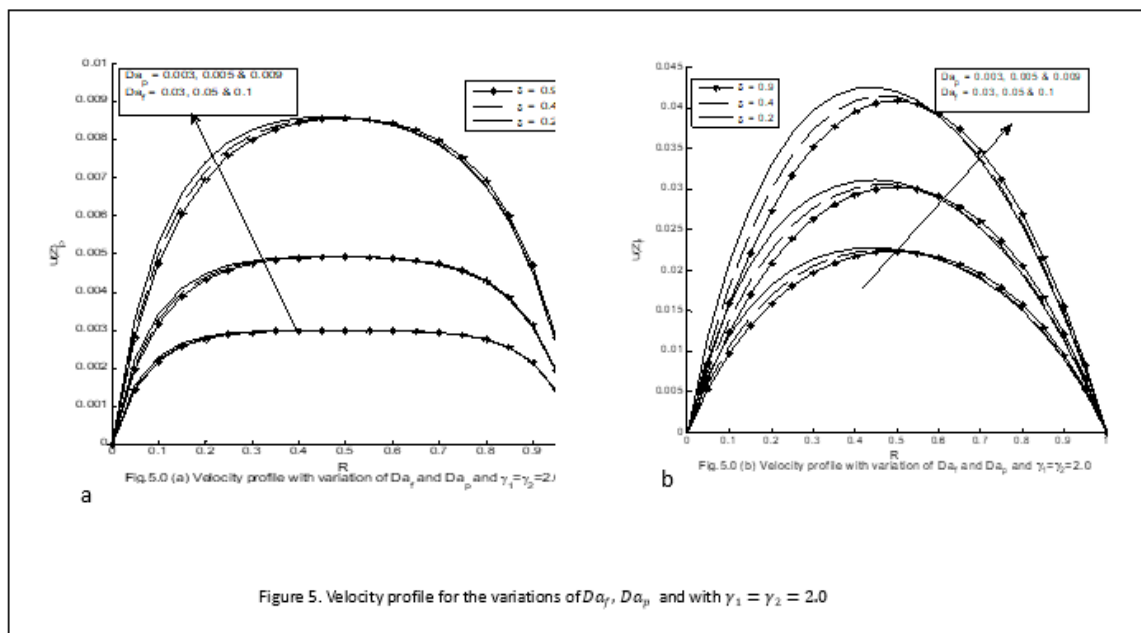 0.01
0.009
0.008
0.007
0.006
0.005
0.004
0.003
0.002
0.001
0
u(Z)p
Da_p = 0.003, 0.005 & 0.009
Da_f = 0.03, 0.05 & 0.1
δ = 0.9
δ = 0.4
δ = 0.2
0 0.1 0.2 0.3 0.4 0.5 0.6 0.7 0.8 0.9
R
Fig.5.0 (a) Velocity profile with variation of Da_f and Da_p and γ_1=γ_2=2.0
a
0.045
0.04
0.035
0.03
0.025
0.02
0.015
0.01
0.005
0
u(Z)f
δ = 0.9
δ = 0.4
δ = 0.2
Da_p = 0.003, 0.005 & 0.009
Da_f = 0.03, 0.05 & 0.1
0 0.1 0.2 0.3 0.4 0.5 0.6 0.7 0.8 0.9 1
R
Fig.5.0 (b) Velocity profile with variation of Da_f and Da_p and γ_1=γ_2=2.0
b
Figure 5. Velocity profile for the variations of Da_f, Da_p and with γ_1 = γ_2 = 2.0